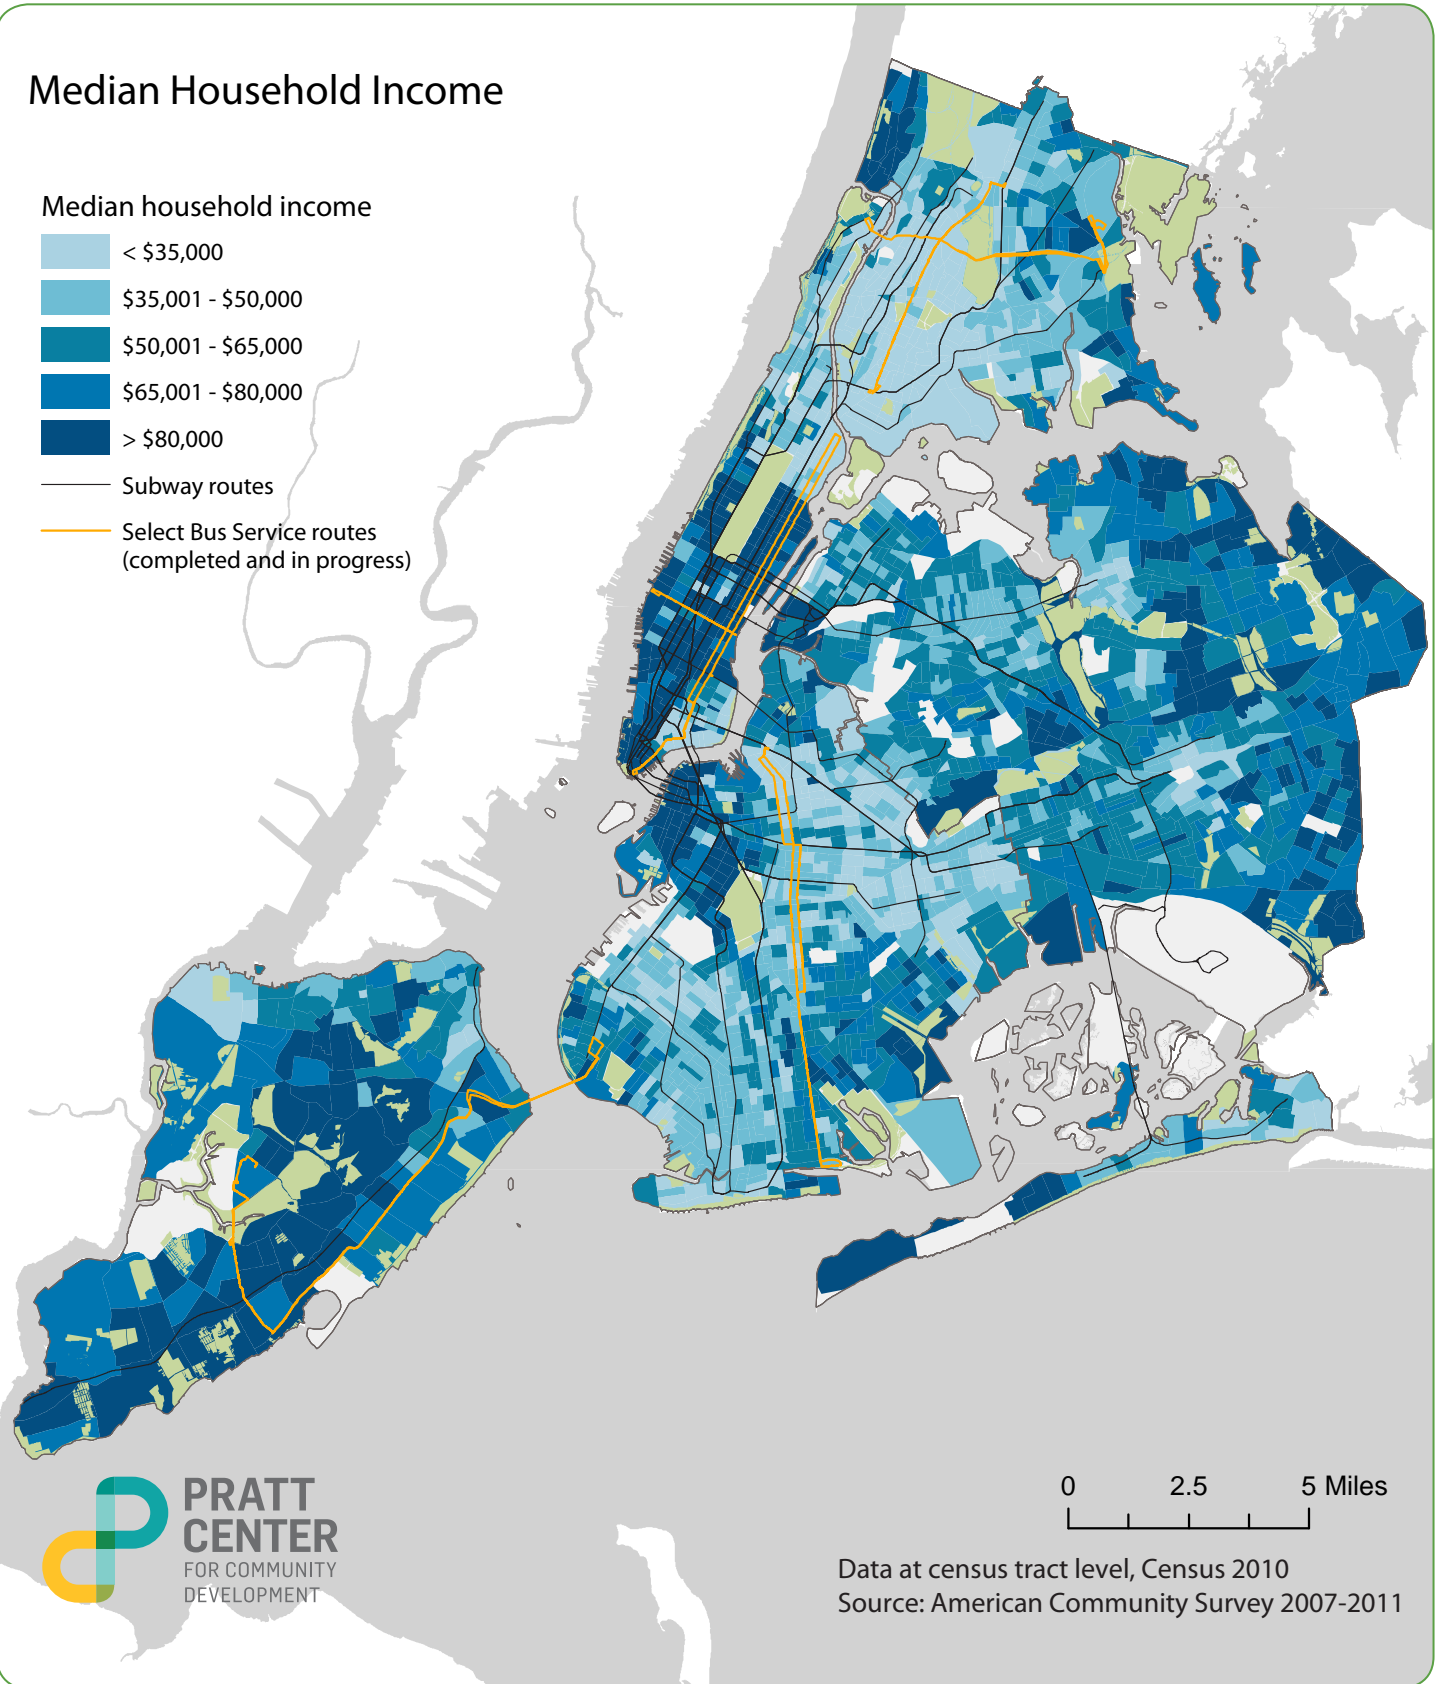 Median Household Income
Median household income
< $35,000
$35,001 - $50,000
$50,001 - $65,000
$65,001 - $80,000
> $80,000
Subway routes
Select Bus Service routes
(completed and in progress)
PRATT
CENTER
FOR COMMUNITY
DEVELOPMENT
0 2.5 5 Miles
Data at census tract level, Census 2010
Source: American Community Survey 2007-2011